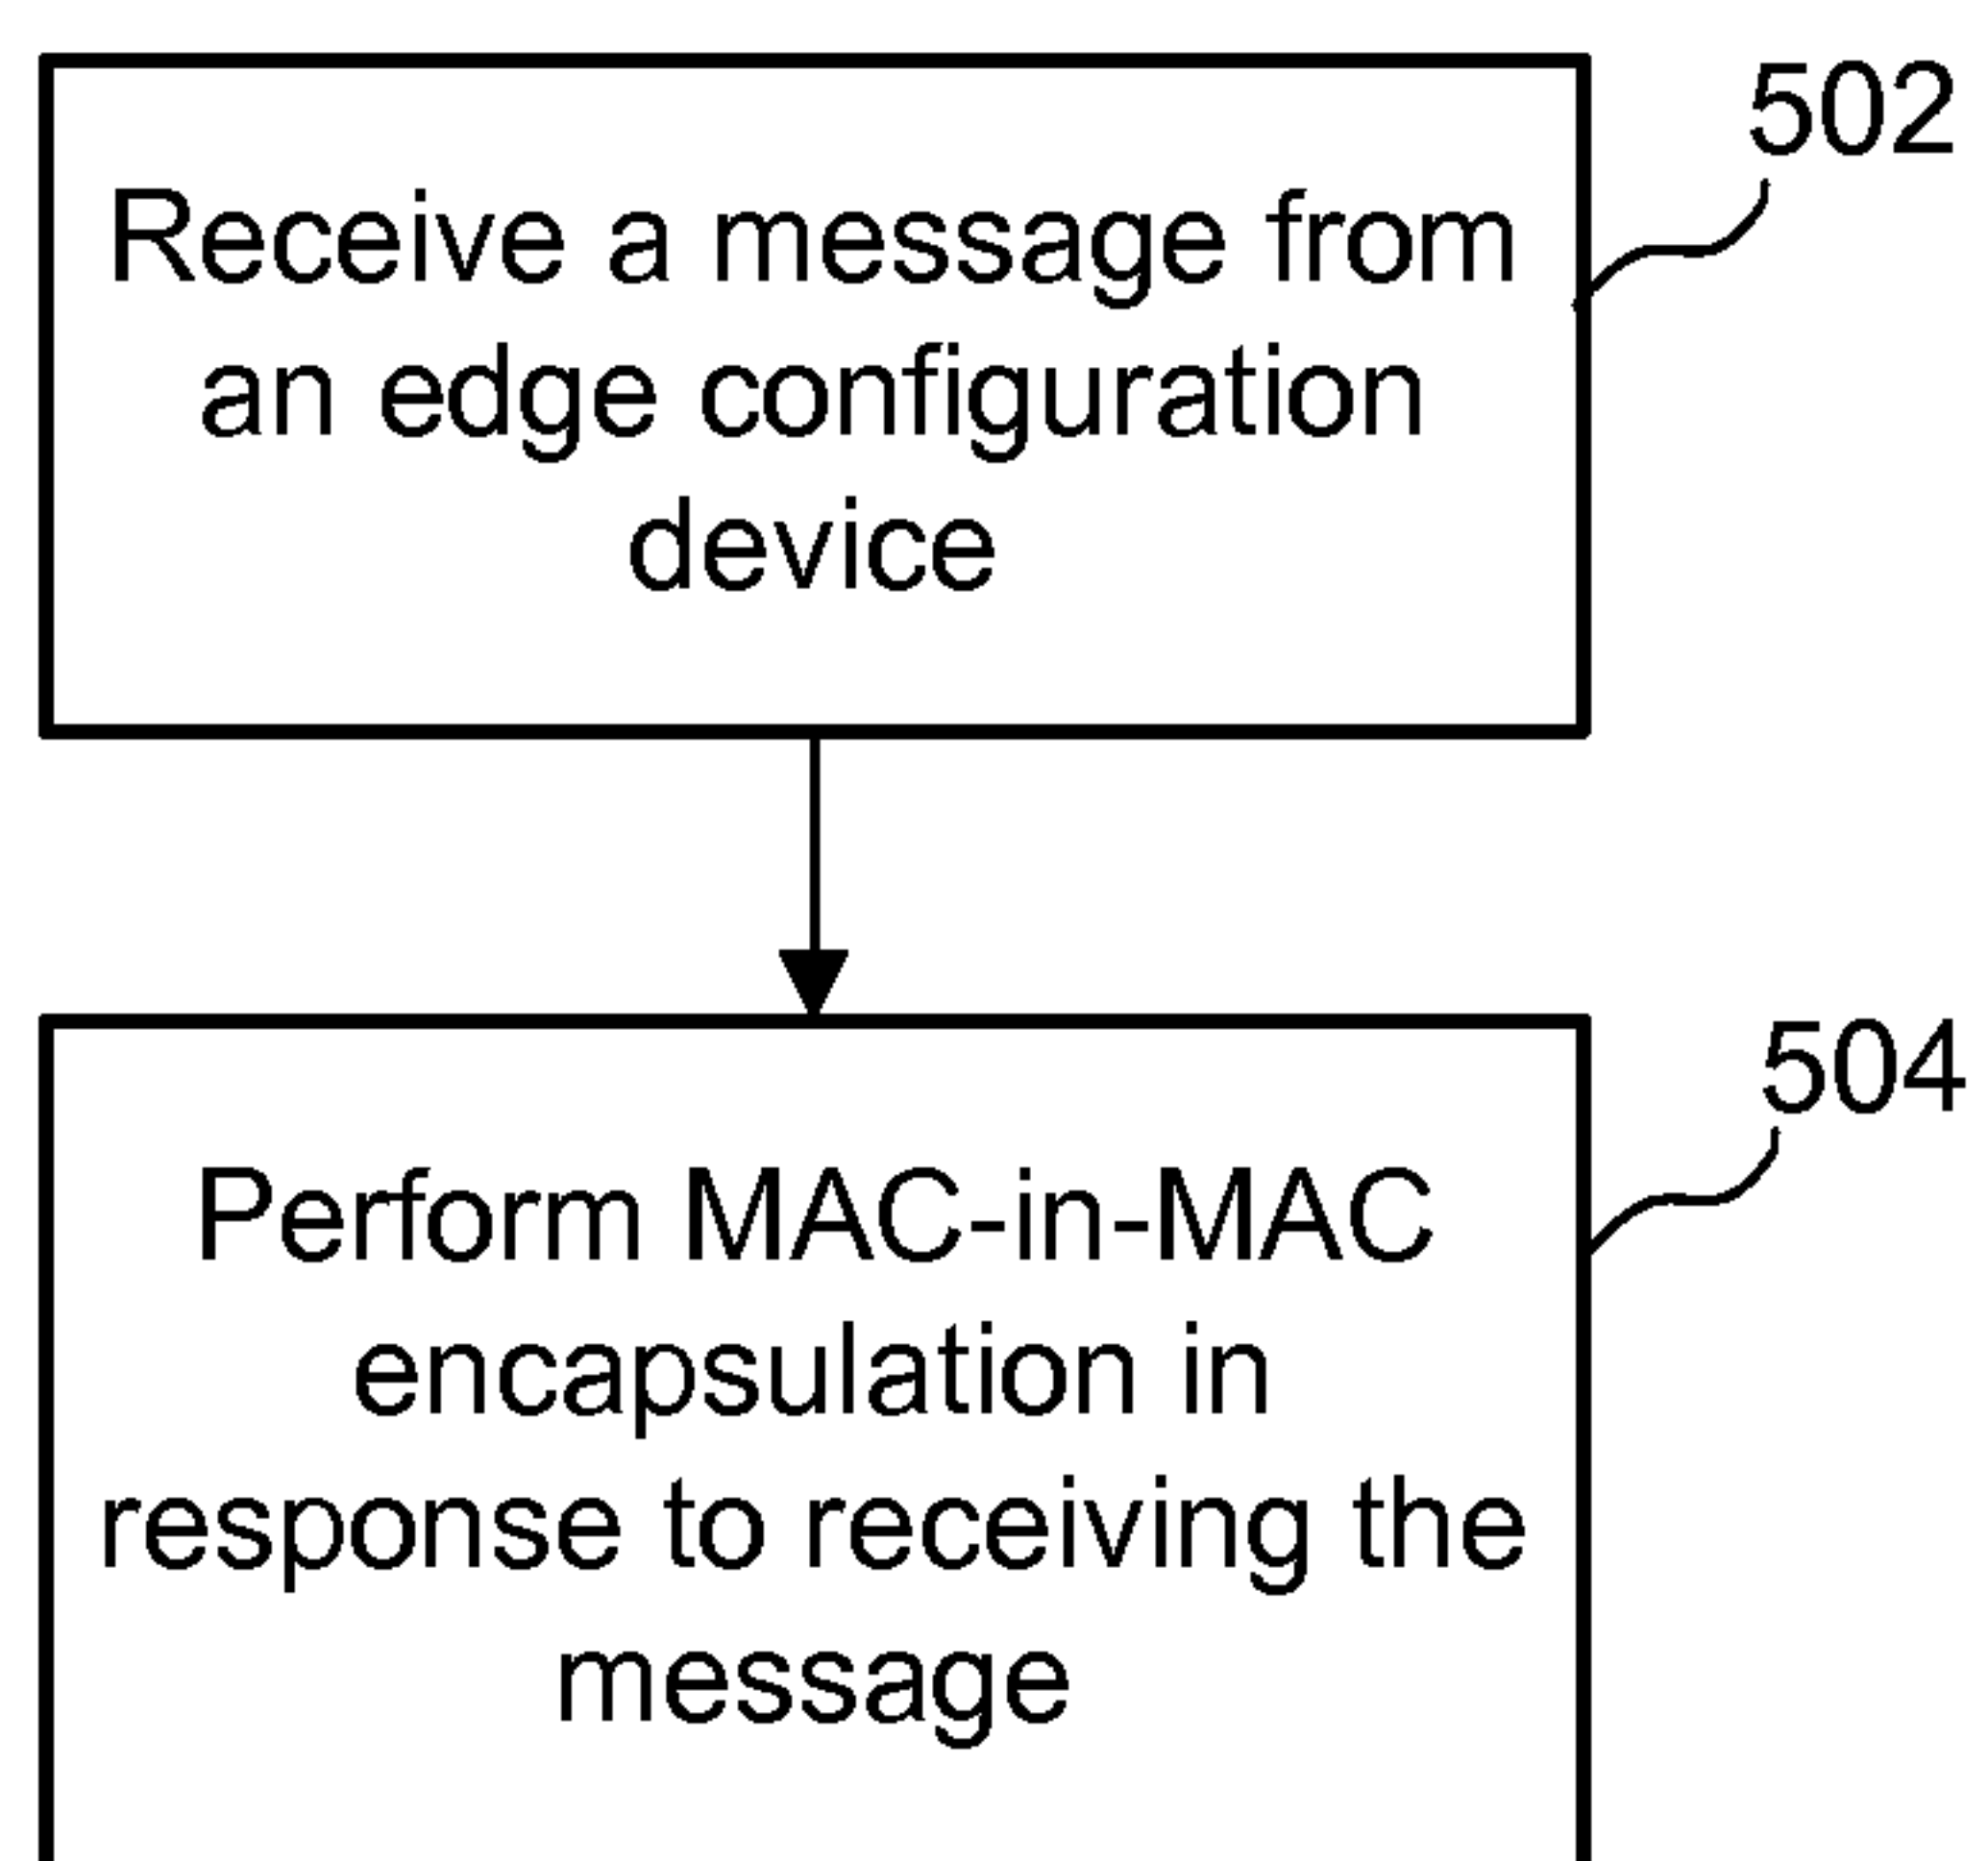 502
Receive a message from
an edge configuration
device
504
Perform MAC-in-MAC
encapsulation in
response to receiving the
message